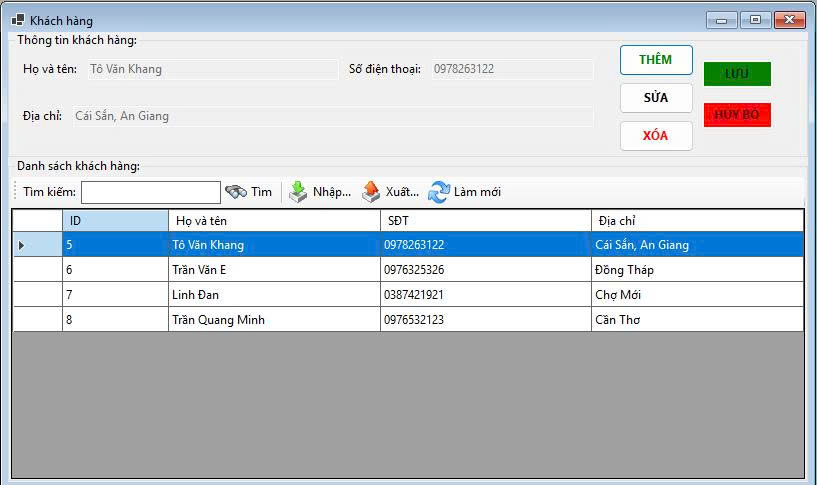 Khách hàng
Thông tin khách hàng:
Họ và tên: Tô Văn Khang Số điện thoại: 0978263122 THÊM LƯU
SỬA
Địa chỉ: Cái Sắn, An Giang HỦY BỎ
XÓA
Danh sách khách hàng:
Tìm kiếm: Tìm Nhập... Xuất... Làm mới
ID Họ và tên SĐT Địa chỉ
5 Tô Văn Khang 0978263122 Cái Sắn, An Giang
6 Trần Văn E 0976325326 Đồng Tháp
7 Linh Đan 0387421921 Chợ Mới
8 Trần Quang Minh 0976532123 Cần Thơ